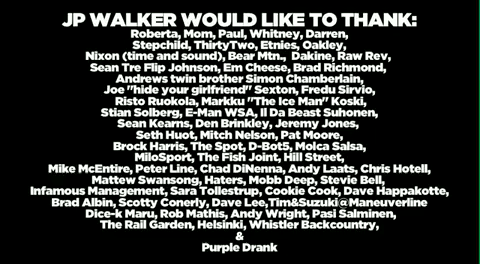 JP WALKER WOULD LIKE TO THANK:
Roberta, Mom, Paul, Whitney, Darren,
Stepchild, ThirtyTwo, Etnies, Oakley,
Nixon (time and sound), Bear Mtn., Dakine, Raw Rev,
Sean Tre Flip Johnson, Em Cheese, Brad Richmond,
Andrews twin brother Simon Chamberlain,
Joe "hide your girlfriend" Sexton, Fredu Sirvio,
Risto Ruokola, Markku "The Ice Man" Koski,
Stian Solberg, E-Man WSA, Il Da Beast Suhonen,
Sean Kearns, Den Brinkley, Jeremy Jones,
Seth Huot, Mitch Nelson, Pat Moore,
Brock Harris, The Spot, D-Bot5, Molca Salsa,
MiloSport, The Fish Joint, Hill Street,
Mike McEntire, Peter Line, Chad DiNenna, Andy Laats, Chris Hotell,
Mattew Swansong, Haters, Mobb Deep, Stevie Bell,
Infamous Management, Sara Tollestrup, Cookie Cook, Dave Happakotte,
Brad Albin, Scotty Conerly, Dave Lee,Tim&Suzuki@Maneuverline
Dice-k Maru, Rob Mathis, Andy Wright, Pasi Salminen,
The Rail Garden, Helsinki, Whistler Backcountry,
&
Purple Drank